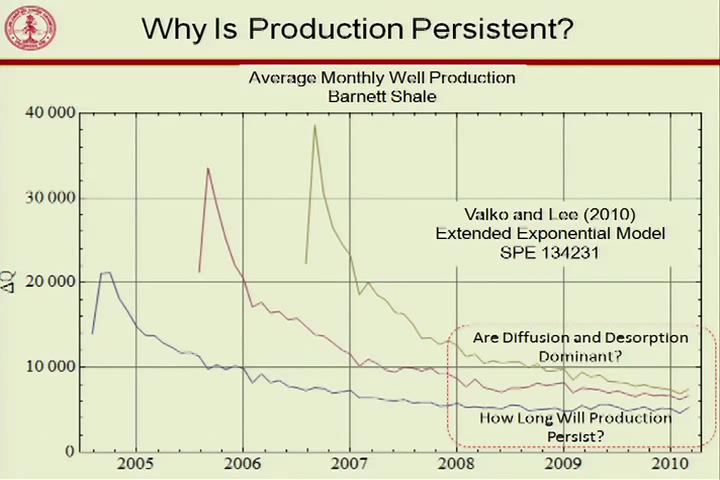 Why Is Production Persistent?
Average Monthly Well Production
Barnett Shale
40 000
30 000
20 000
10 000
0
ΔQ
Valko and Lee (2010)
Extended Exponential Model
SPE 134231
Are Diffusion and Desorption
Dominant?
How Long Will Production
Persist?
2005
2006
2007
2008
2009
2010